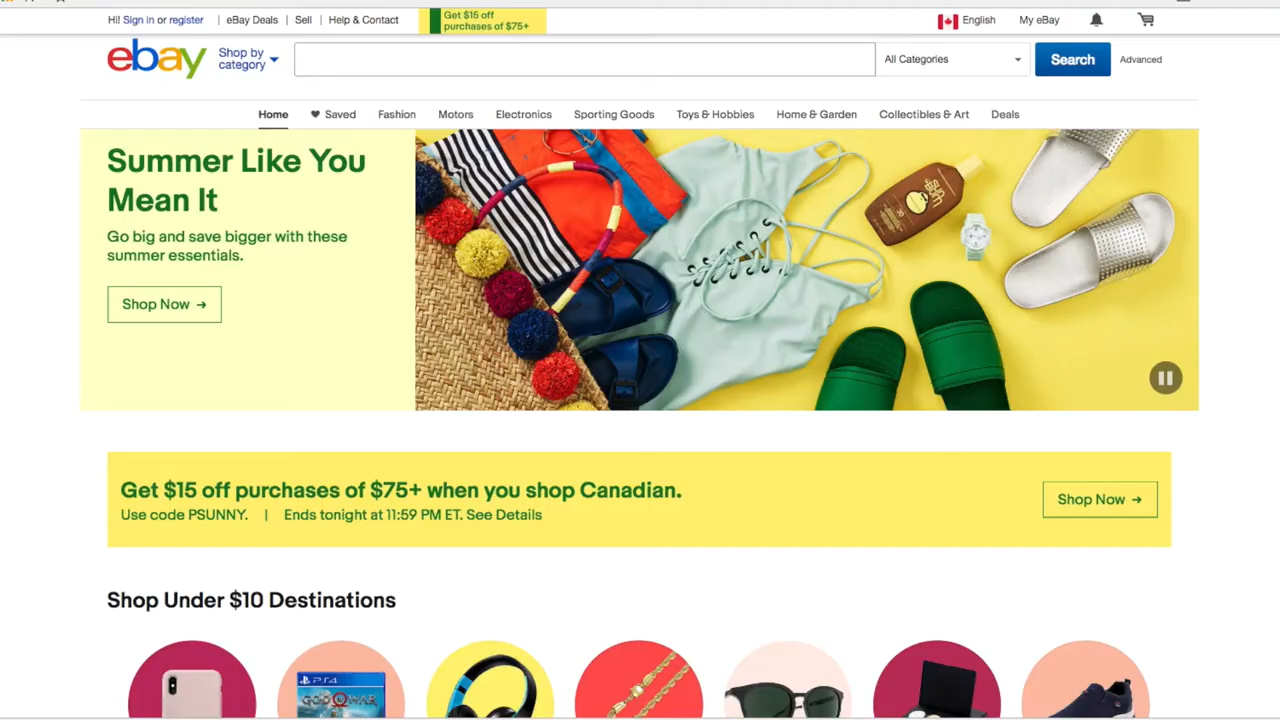 Hi! Sign in or register
eBay Deals
Sell
Help & Contact
Get $15 off
purchases of $75+
English
My eBay
ebay
Shop by
category
All Categories
Search
Advanced
Home
Saved
Fashion
Motors
Electronics
Sporting Goods
Toys & Hobbies
Home & Garden
Collectibles & Art
Deals
Summer Like You
Mean It
Go big and save bigger with these
summer essentials.
Shop Now →
sun
bum
30
Get $15 off purchases of $75+ when you shop Canadian.
Use code PSUNNY. | Ends tonight at 11:59 PM ET. See Details
Shop Now →
Shop Under $10 Destinations
PS4
GOD OF WAR